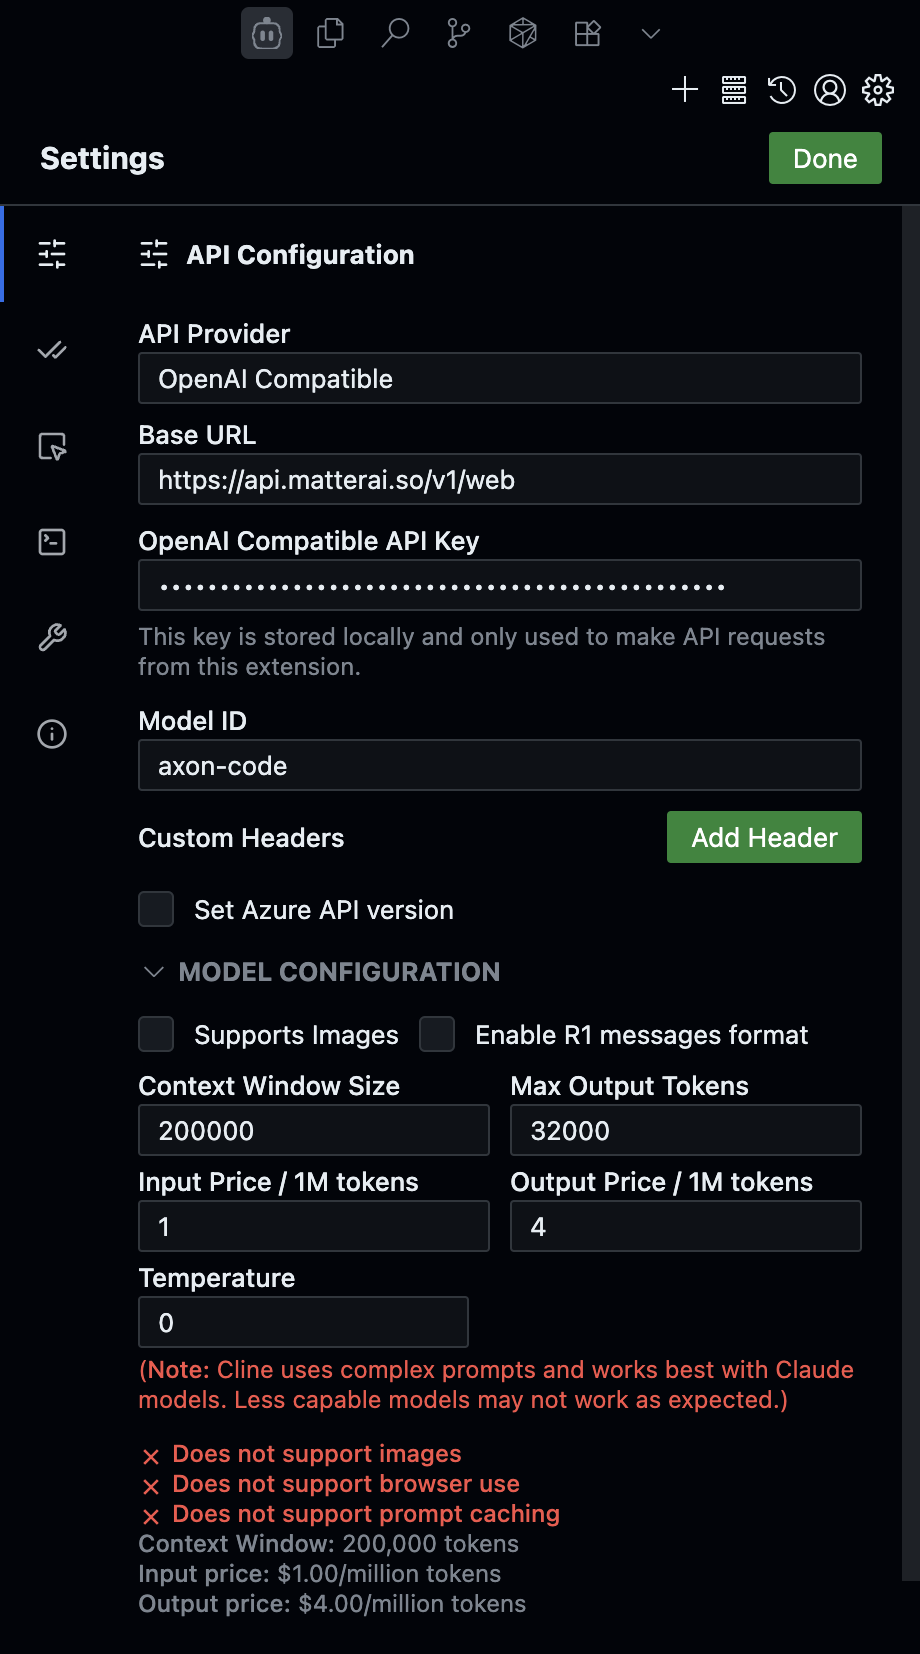 Settings
Done
API Configuration
API Provider
OpenAI Compatible
Base URL
https://api.matterai.so/v1/web
OpenAI Compatible API Key
•••••••••••••••••••••••••••••••••••••••••••••••
This key is stored locally and only used to make API requests
from this extension.
Model ID
axon-code
Custom Headers
Add Header
Set Azure API version
MODEL CONFIGURATION
Supports Images
Enable R1 messages format
Context Window Size
Max Output Tokens
200000
32000
Input Price / 1M tokens
Output Price / 1M tokens
1
4
Temperature
0
(Note: Cline uses complex prompts and works best with Claude
models. Less capable models may not work as expected.)
Does not support images
Does not support browser use
Does not support prompt caching
Context Window: 200,000 tokens
Input price: $1.00/million tokens
Output price: $4.00/million tokens